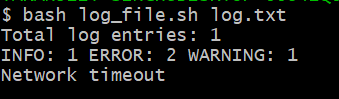 $ bash log_file.sh log.txt
Total log entries: 1
INFO: 1 ERROR: 2 WARNING: 1
Network timeout